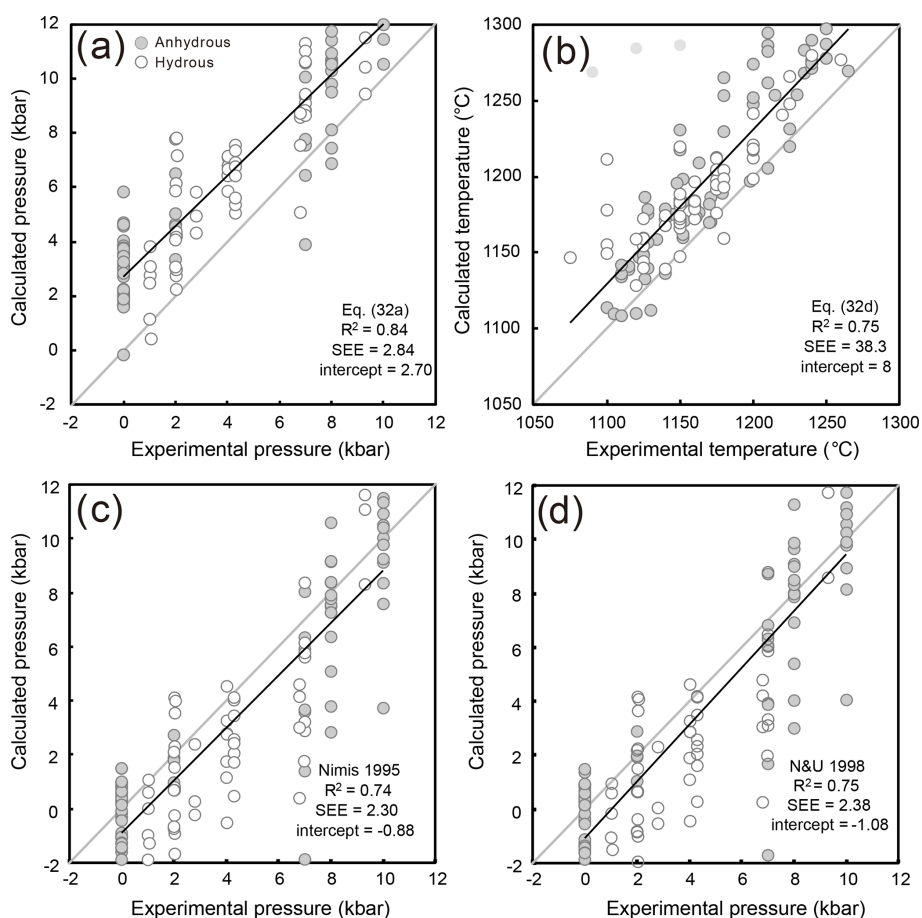 (a)
Anhydrous
Hydrous
12
10
8
6
4
2
0
-2
Calculated pressure (kbar)
Eq. (32a)
R² = 0.84
SEE = 2.84
intercept = 2.70
-2 0 2 4 6 8 10 12
Experimental pressure (kbar)
(b)
1300
1250
1200
1150
1100
1050
Calculated temperature (°C)
Eq. (32d)
R² = 0.75
SEE = 38.3
intercept = 8
1050 1100 1150 1200 1250 1300
Experimental temperature (°C)
(c)
12
10
8
6
4
2
0
-2
Calculated pressure (kbar)
Nimis 1995
R² = 0.74
SEE = 2.30
intercept = -0.88
-2 0 2 4 6 8 10 12
Experimental pressure (kbar)
(d)
12
10
8
6
4
2
0
-2
Calculated pressure (kbar)
N&U 1998
R² = 0.75
SEE = 2.38
intercept = -1.08
-2 0 2 4 6 8 10 12
Experimental pressure (kbar)